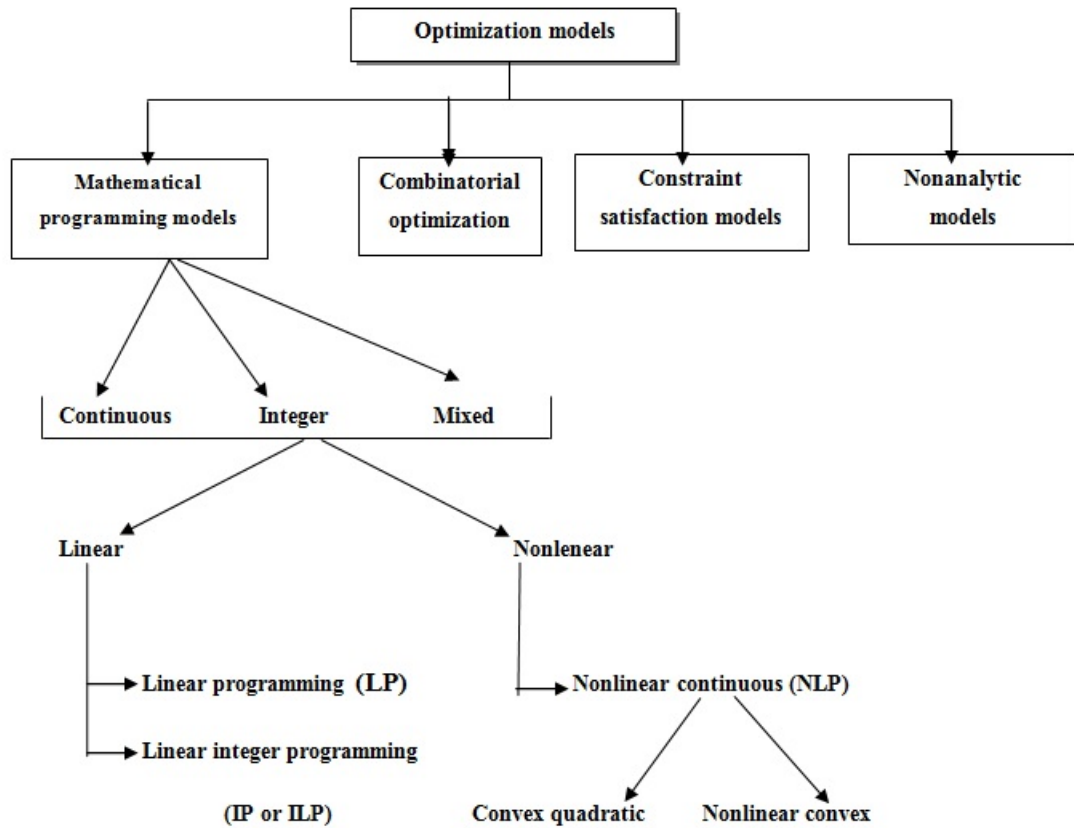 Optimization models
Mathematical
programming models
Combinatorial
optimization
Constraint
satisfaction models
Nonanalytic
models
Continuous
Integer
Mixed
Linear
Nonlenear
Linear programming (LP)
Linear integer programming
(IP or ILP)
Nonlinear continuous (NLP)
Convex quadratic
Nonlinear convex